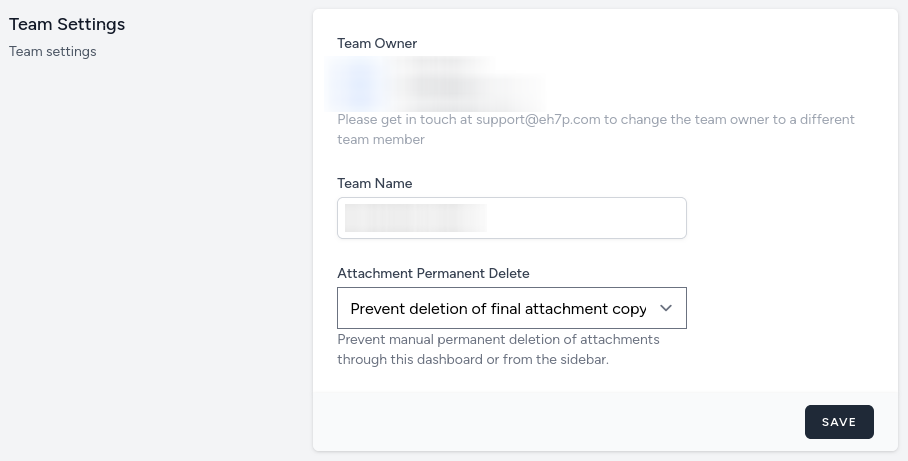 Team Settings
Team settings
Team Owner
Please get in touch at support@eh7p.com to change the team owner to a different
team member
Team Name
Attachment Permanent Delete
Prevent deletion of final attachment copy
Prevent manual permanent deletion of attachments
through this dashboard or from the sidebar.
SAVE